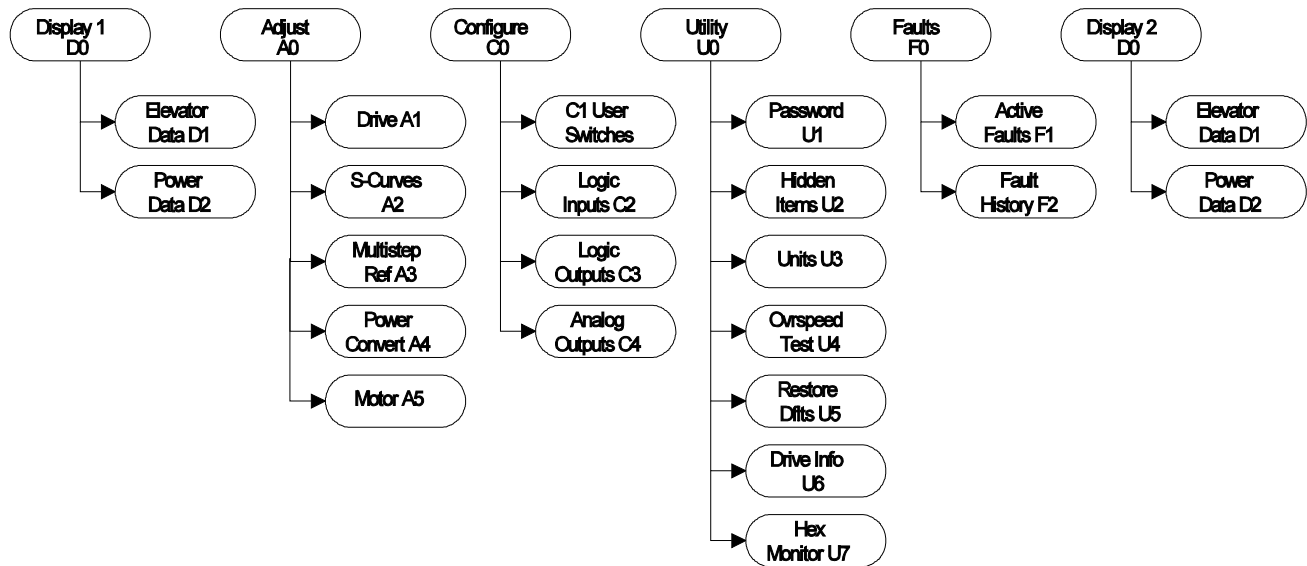 Display 1
D0
Elevator
Data D1
Power
Data D2
Adjust
A0
Drive A1
S-Curves
A2
Multistep
Ref A3
Power
Convert A4
Motor A5
Configure
C0
C1 User
Switches
Logic
Inputs C2
Logic
Outputs C3
Analog
Outputs C4
Utility
U0
Password
U1
Hidden
Items U2
Units U3
Ovrspeed
Test U4
Restore
Dflts U5
Drive Info
U6
Hex
Monitor U7
Faults
F0
Active
Faults F1
Fault
History F2
Display 2
D0
Elevator
Data D1
Power
Data D2